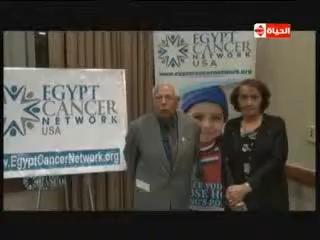 الحياة
EGYPT
CANCER
NETWORK
USA
www.EgyptCancerNetwork.org
EGYPT
CANCER
NETWORK
USA
www.egyptcancernetwork.org